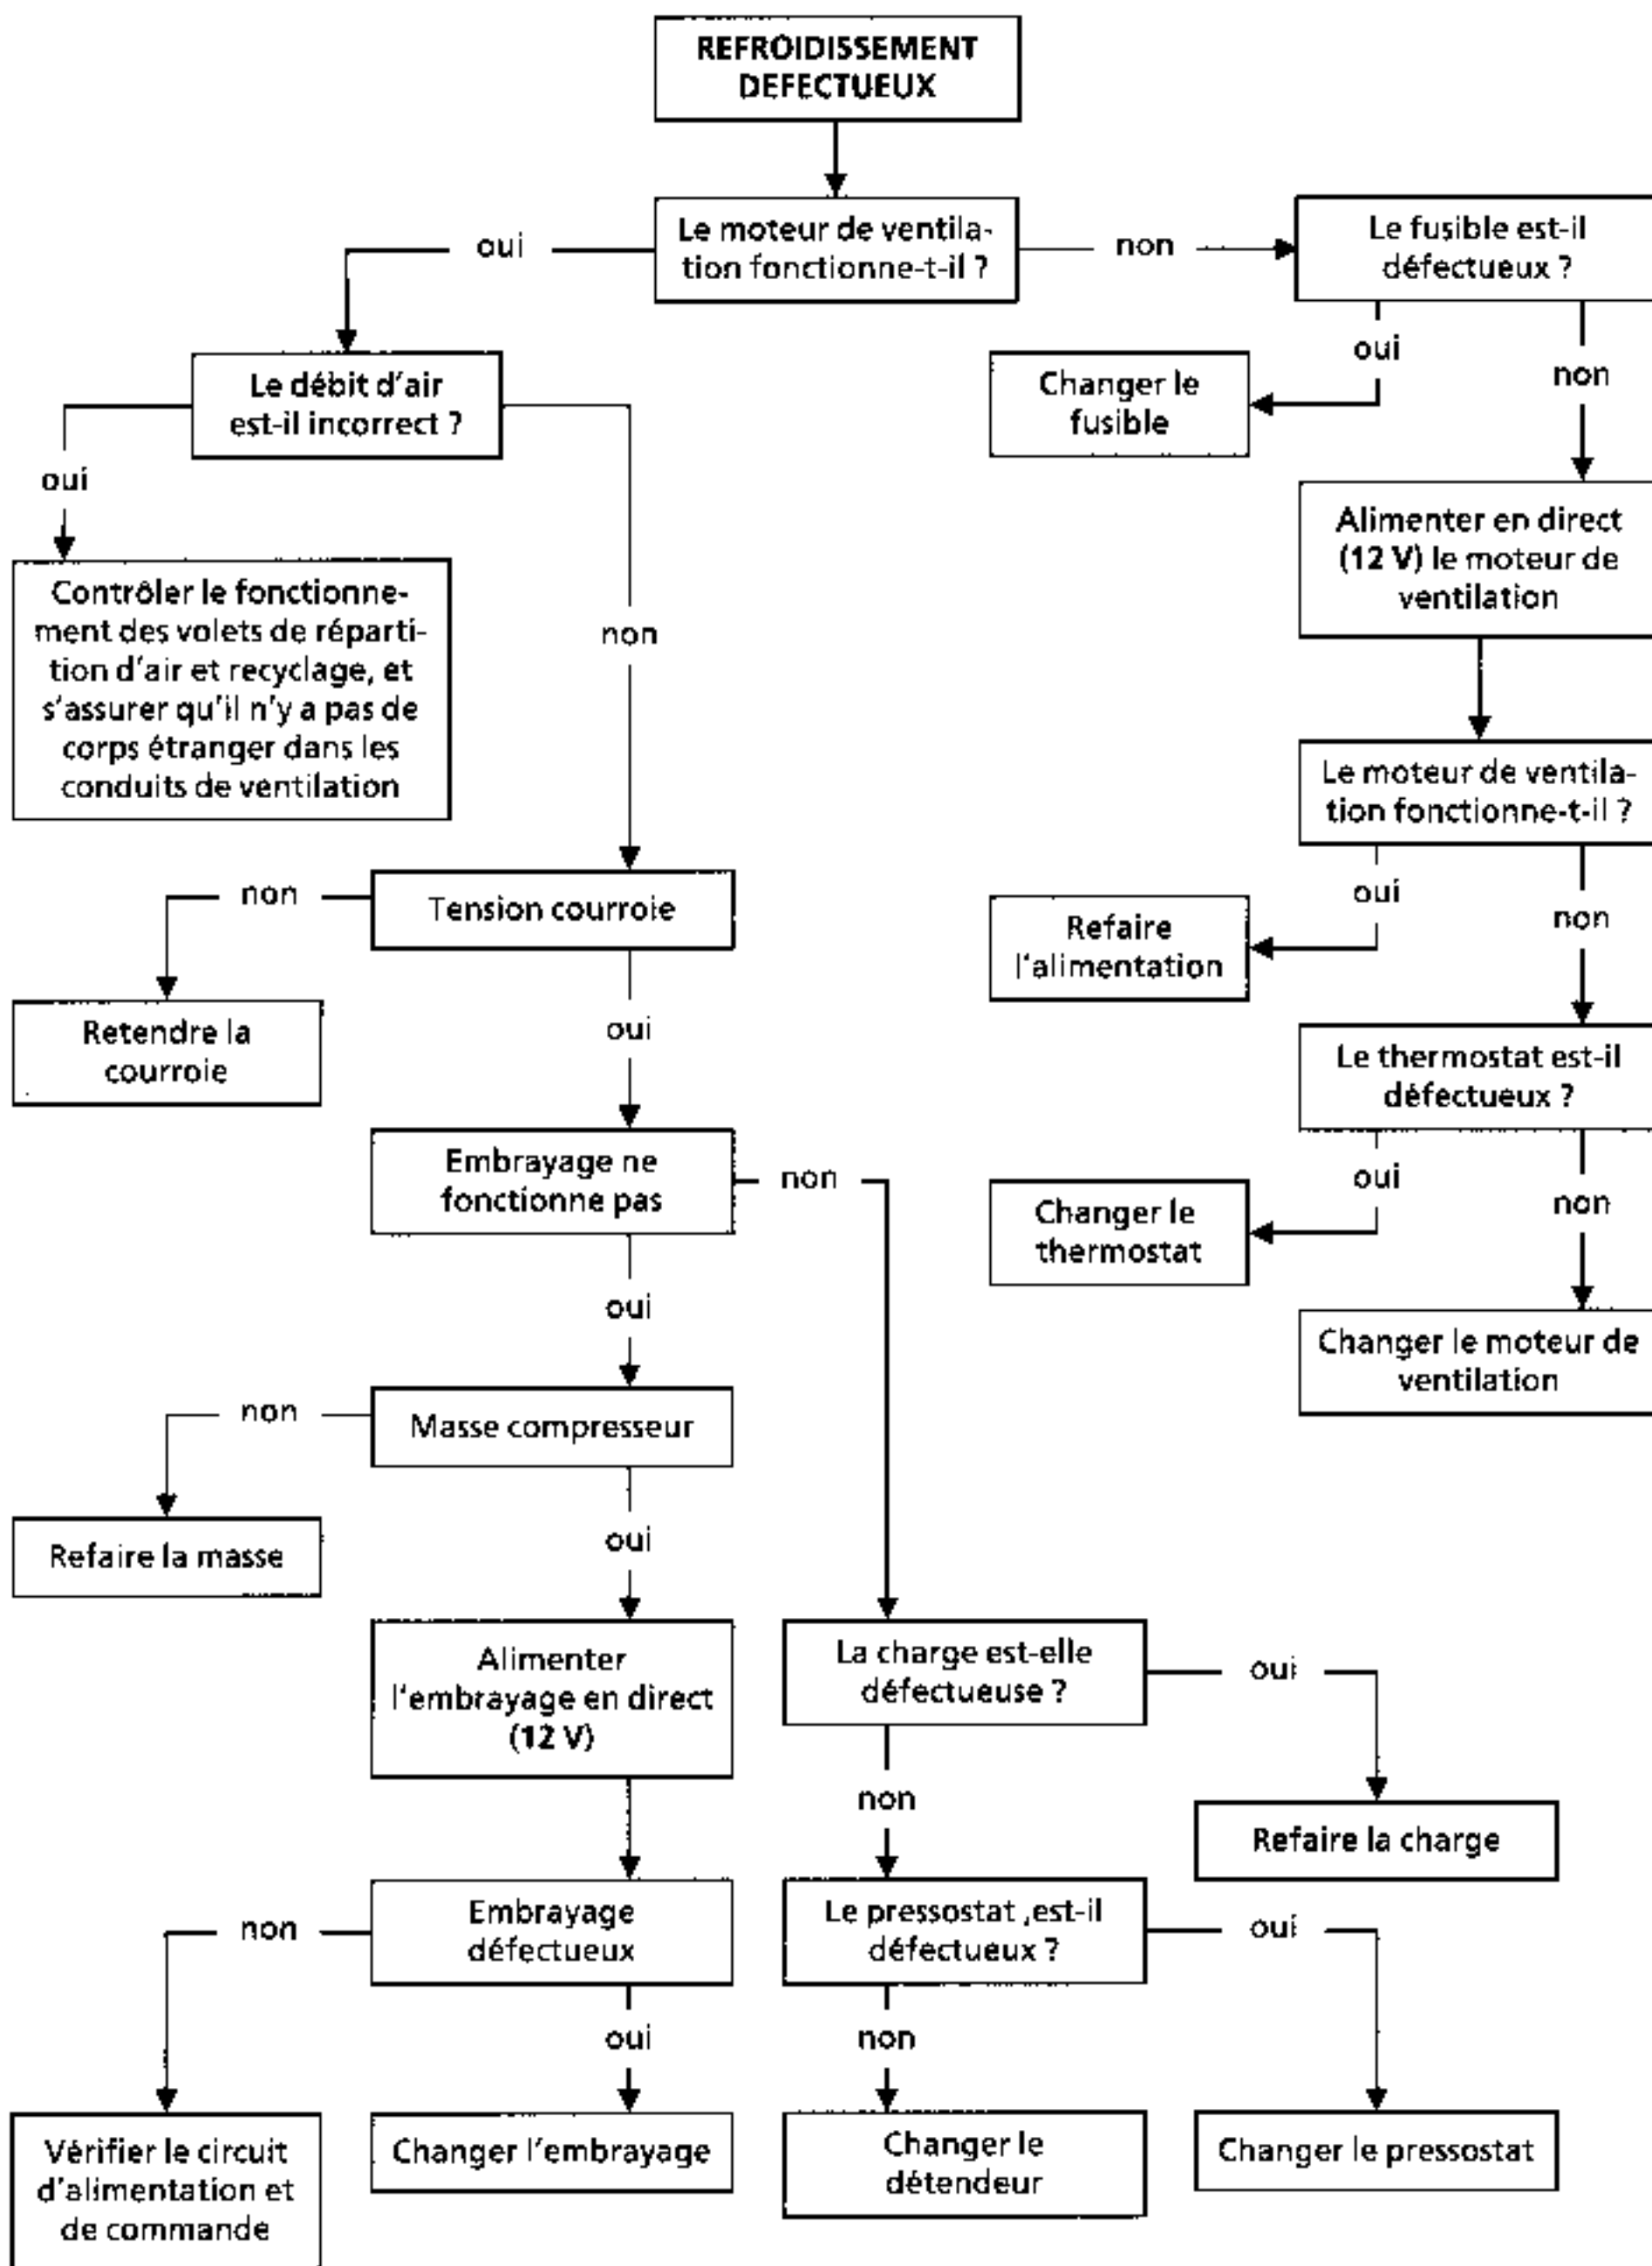 REFROIDISSEMENT
DEFECTUEUX
Le moteur de ventila-
tion fonctionne-t-il ?
oui
non
Le fusible est-il
défectueux ?
oui
non
Changer le
fusible
Le débit d'air
est-il incorrect ?
oui
non
Alimenter en direct
(12 V) le moteur de
ventilation
Contrôler le fonctionne-
ment des volets de réparti-
tion d'air et recyclage, et
s'assurer qu'il n'y a pas de
corps étranger dans les
conduits de ventilation
Le moteur de ventila-
tion fonctionne-t-il ?
oui
non
Refaire
l'alimentation
Tension courroie
non
oui
Retendre la
courroie
Le thermostat est-il
défectueux ?
oui
non
Changer le
thermostat
Changer le moteur de
ventilation
Embrayage ne
fonctionne pas
non
oui
Masse compresseur
non
oui
Refaire la masse
Alimenter
l'embrayage en direct
(12 V)
La charge est-elle
défectueuse ?
oui
non
Refaire la charge
Embrayage
défectueux
non
oui
Le pressostat ,est-il
défectueux ?
oui
non
Vérifier le circuit
d'alimentation et
de commande
Changer l'embrayage
Changer le
détendeur
Changer le pressostat